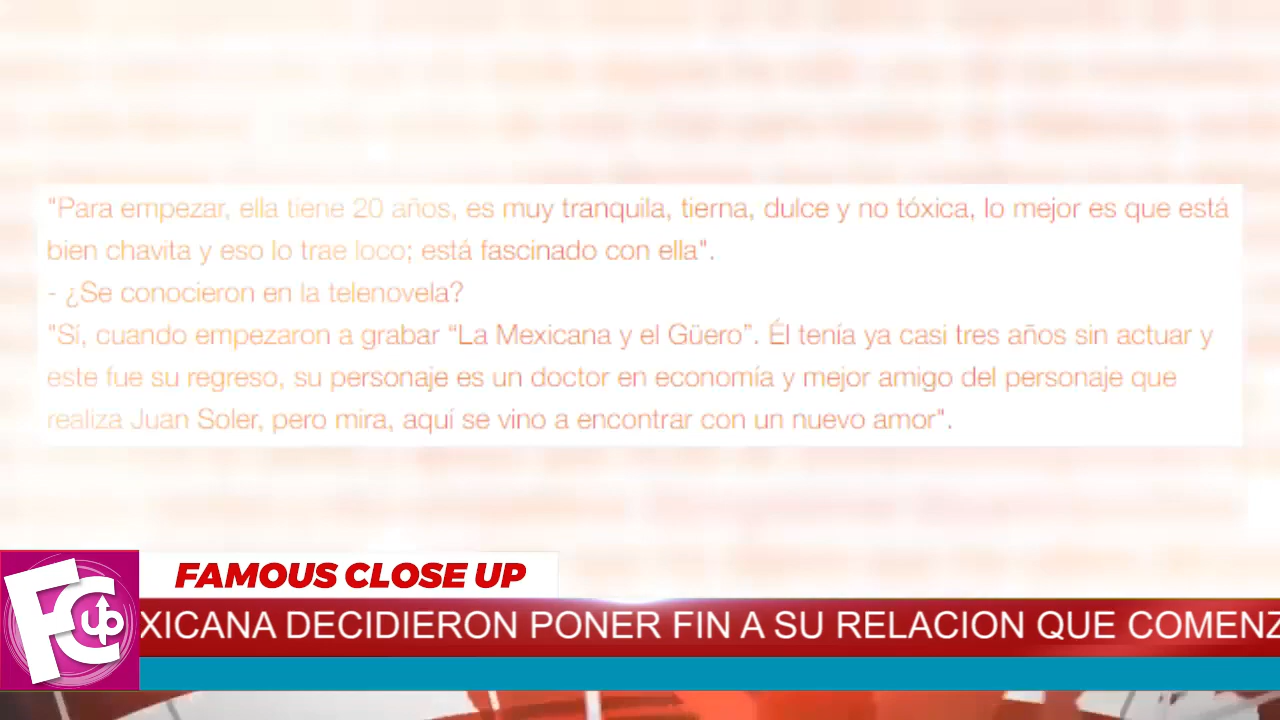 "Para empezar, ella tiene 20 años, es muy tranquila, tierna, dulce y no tóxica, lo mejor es que está
bien chavita y eso lo trae loco; está fascinado con ella".
- ¿Se conocieron en la telenovela?
"Sí, cuando empezaron a grabar “La Mexicana y el Güero”. Él tenía ya casi tres años sin actuar y
este fue su regreso, su personaje es un doctor en economía y mejor amigo del personaje que
realiza Juan Soler, pero mira, aquí se vino a encontrar con un nuevo amor".
FAMOUS CLOSE UP
FC up
XICANA DECIDIERON PONER FIN A SU RELACION QUE COMENZ